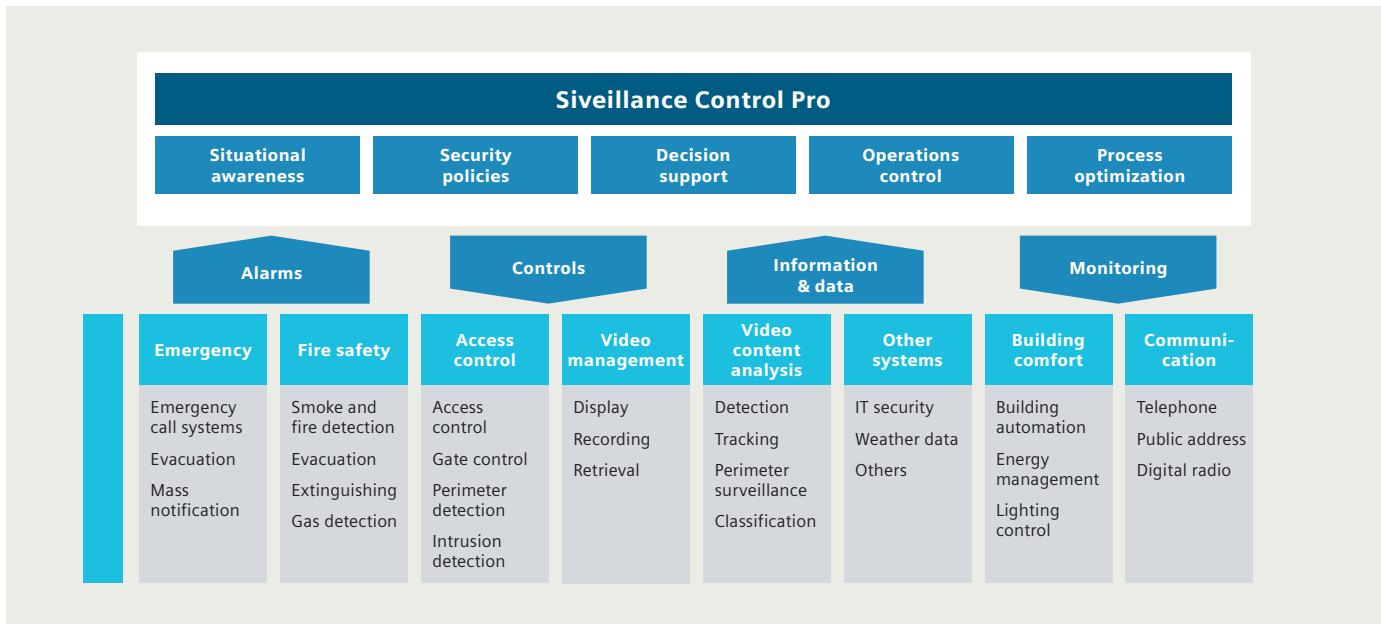 Siveillance Control Pro
Situational
awareness
Security
policies
Decision
support
Operations
control
Process
optimization
Alarms
Controls
Information
& data
Monitoring
Emergency
Emergency
call systems
Evacuation
Mass
notification
Fire safety
Smoke and
fire detection
Evacuation
Extinguishing
Gas detection
Access
control
Access
control
Gate control
Perimeter
detection
Intrusion
detection
Video
management
Display
Recording
Retrieval
Video
content
analysis
Detection
Tracking
Perimeter
surveillance
Classification
Other
systems
IT security
Weather data
Others
Building
comfort
Building
automation
Energy
management
Lighting
control
Communi-
cation
Telephone
Public address
Digital radio